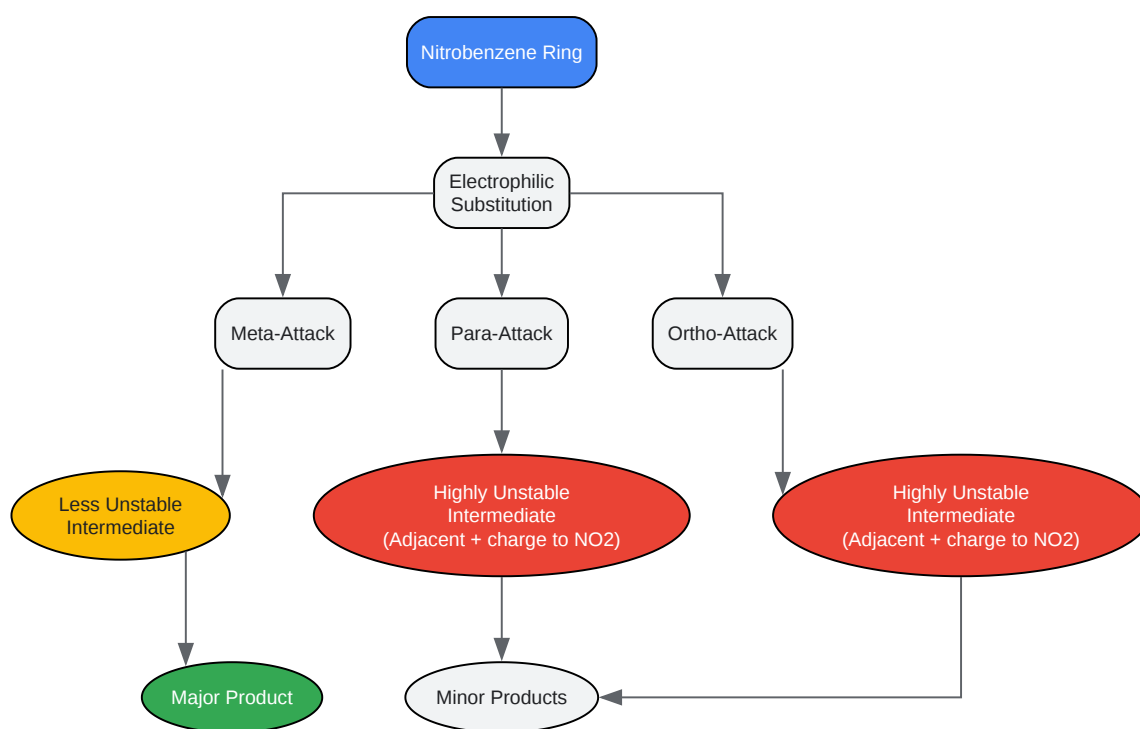 Nitrobenzene Ring
Electrophilic
Substitution
Meta-Attack
Para-Attack
Ortho-Attack
Less Unstable
Intermediate
Highly Unstable
Intermediate
(Adjacent + charge to NO2)
Highly Unstable
Intermediate
(Adjacent + charge to NO2)
Major Product
Minor Products